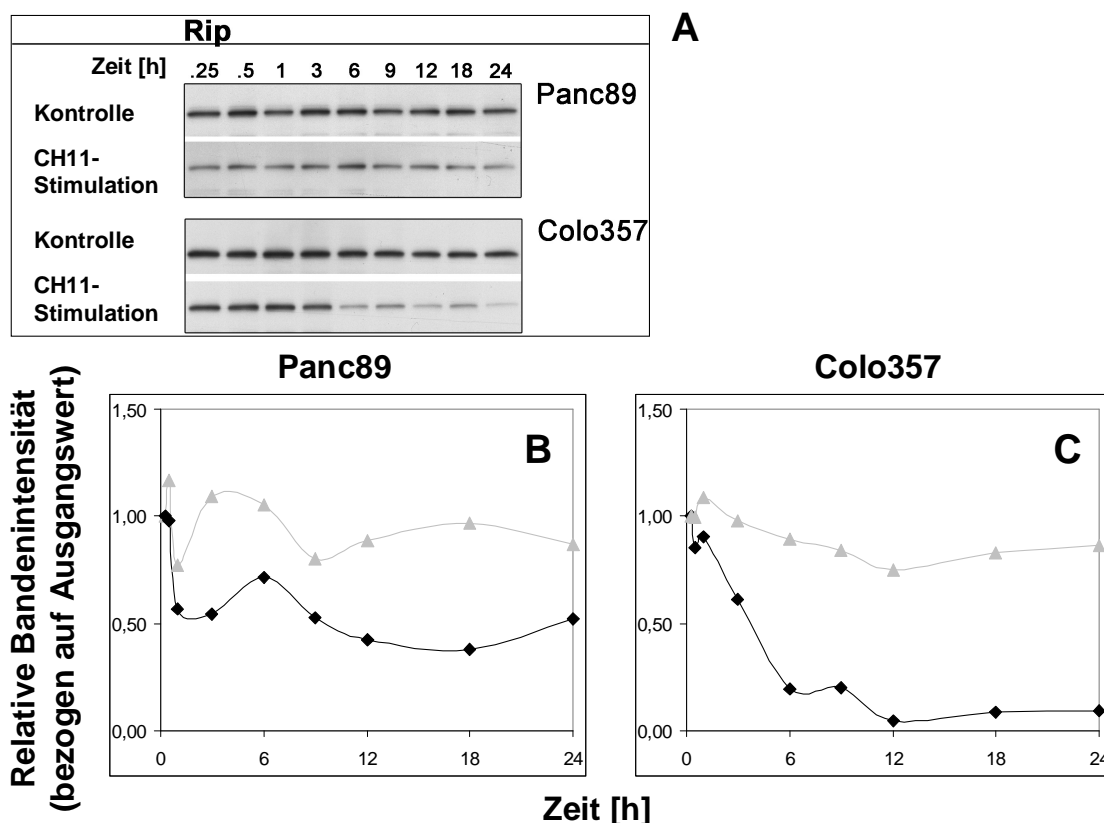 A
Rip
Zeit [h] .25 .5 1 3 6 9 12 18 24
Panc89
Kontrolle
CH11-
Stimulation
Colo357
Kontrolle
CH11-
Stimulation
Panc89
Colo357
Relative Bandenintensität
(bezogen auf Ausgangswert)
1,50
1,00
0,50
0,00
B
0 6 12 18 24
1,50
1,00
0,50
0,00
C
0 6 12 18 24
Zeit [h]